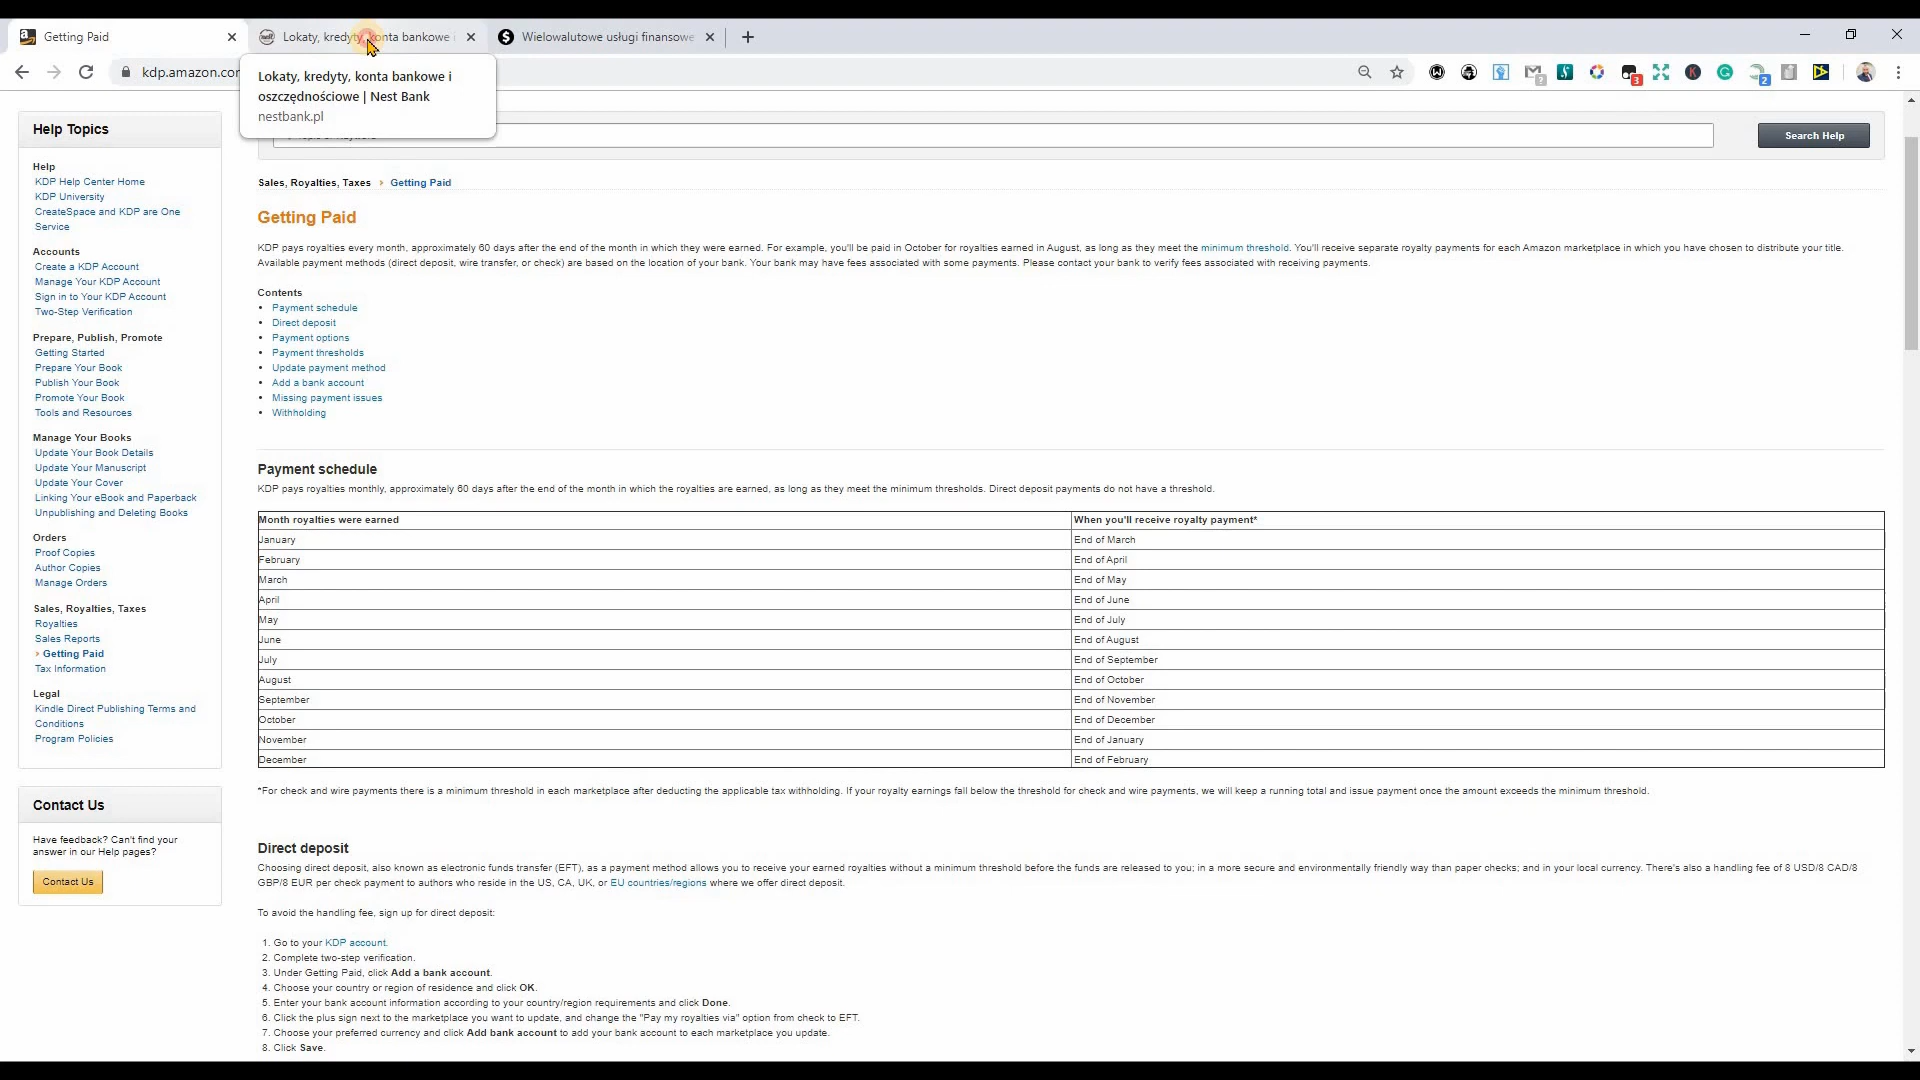 Getting Paid
Lokaty, kredyty, konta bankowe i
Wielowalutowe usługi finansowe
kdp.amazon.com
Lokaty, kredyty, konta bankowe i
oszczędnościowe | Nest Bank
nestbank.pl
Search Help
Help Topics
Help
KDP Help Center Home
KDP University
CreateSpace and KDP are One
Service
Accounts
Create a KDP Account
Manage Your KDP Account
Sign in to Your KDP Account
Two-Step Verification
Prepare, Publish, Promote
Getting Started
Prepare Your Book
Publish Your Book
Promote Your Book
Tools and Resources
Manage Your Books
Update Your Book Details
Update Your Manuscript
Update Your Cover
Linking Your eBook and Paperback
Unpublishing and Deleting Books
Orders
Proof Copies
Author Copies
Manage Orders
Sales, Royalties, Taxes
Royalties
Sales Reports
› Getting Paid
Tax Information
Legal
Kindle Direct Publishing Terms and
Conditions
Program Policies
Contact Us
Have feedback? Can't find your
answer in our Help pages?
Contact Us
Sales, Royalties, Taxes › Getting Paid
Getting Paid
KDP pays royalties every month, approximately 60 days after the end of the month in which they were earned. For example, you'll be paid in October for royalties earned in August, as long as they meet the minimum threshold. You'll receive separate royalty payments for each Amazon marketplace in which you have chosen to distribute your title.
Available payment methods (direct deposit, wire transfer, or check) are based on the location of your bank. Your bank may have fees associated with some payments. Please contact your bank to verify fees associated with receiving payments.
Contents
• Payment schedule
• Direct deposit
• Payment options
• Payment thresholds
• Update payment method
• Add a bank account
• Missing payment issues
• Withholding
Payment schedule
KDP pays royalties monthly, approximately 60 days after the end of the month in which the royalties are earned, as long as they meet the minimum thresholds. Direct deposit payments do not have a threshold.
Month royalties were earned When you'll receive royalty payment*
January End of March
February End of April
March End of May
April End of June
May End of July
June End of August
July End of September
August End of October
September End of November
October End of December
November End of January
December End of February
*For check and wire payments there is a minimum threshold in each marketplace after deducting the applicable tax withholding. If your royalty earnings fall below the threshold for check and wire payments, we will keep a running total and issue payment once the amount exceeds the minimum threshold.
Direct deposit
Choosing direct deposit, also known as electronic funds transfer (EFT), as a payment method allows you to receive your earned royalties without a minimum threshold before the funds are released to you; in a more secure and environmentally friendly way than paper checks; and in your local currency. There's also a handling fee of 8 USD/8 CAD/8
GBP/8 EUR per check payment to authors who reside in the US, CA, UK, or EU countries/regions where we offer direct deposit.
To avoid the handling fee, sign up for direct deposit:
1. Go to your KDP account.
2. Complete two-step verification.
3. Under Getting Paid, click Add a bank account.
4. Choose your country or region of residence and click OK.
5. Enter your bank account information according to your country/region requirements and click Done.
6. Click the plus sign next to the marketplace you want to update, and change the "Pay my royalties via" option from check to EFT.
7. Choose your preferred currency and click Add bank account to add your bank account to each marketplace you update.
8. Click Save.